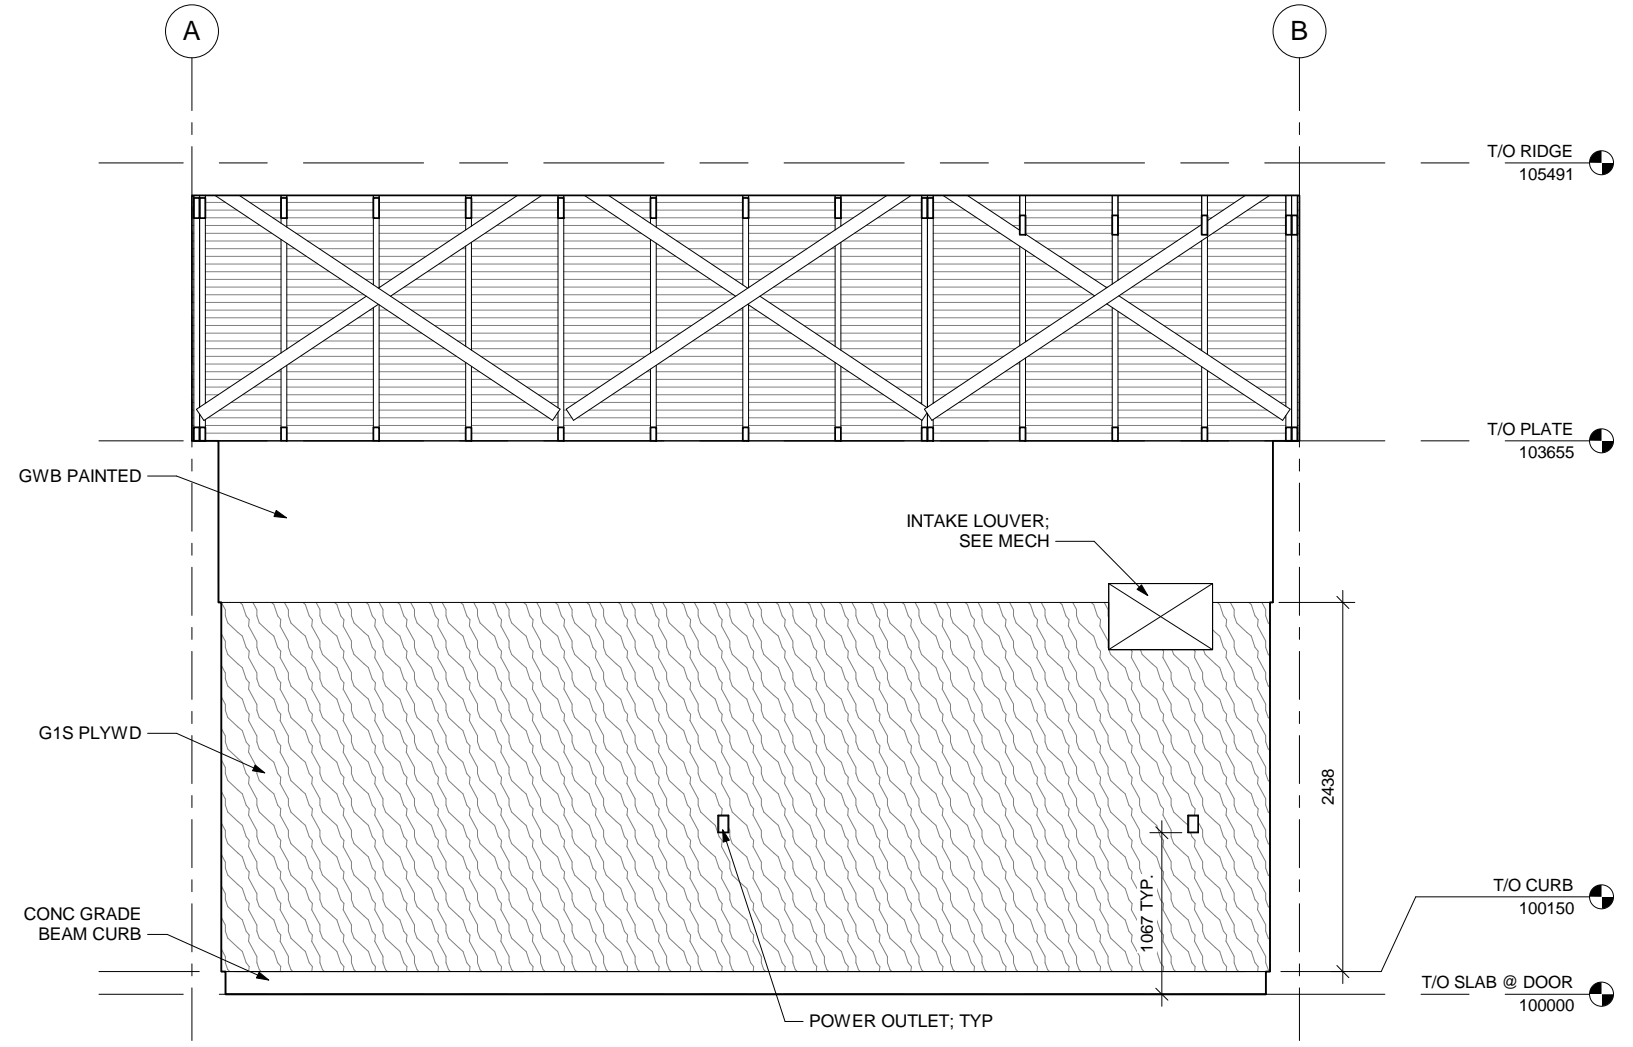 A
B
T/O RIDGE
105491
T/O PLATE
103655
GWB PAINTED
INTAKE LOUVER;
SEE MECH
G1S PLYWD
2438
1067 TYP.
CONC GRADE
BEAM CURB
T/O CURB
100150
T/O SLAB @ DOOR
100000
POWER OUTLET; TYP